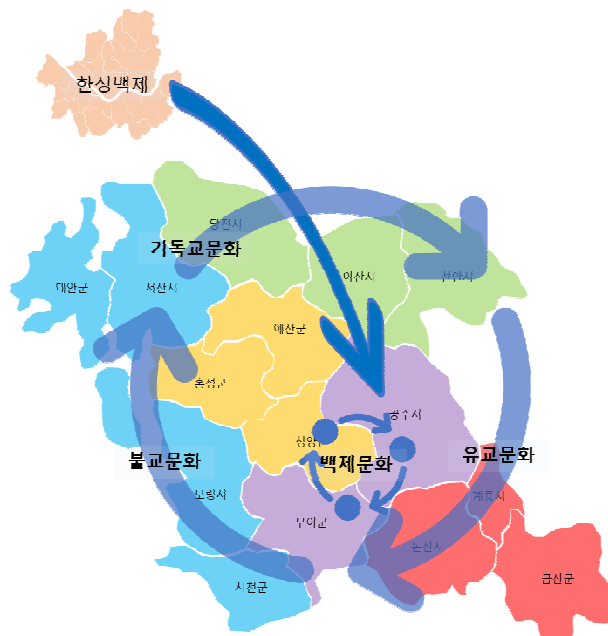 한성백제
당진시
기독교문화
아산시
천안시
태안군
서산시
예산군
홍성군
공주시
청양군
백제문화
유교문화
불교문화
계룡시
보령시
부여군
논산시
금산군
서천군